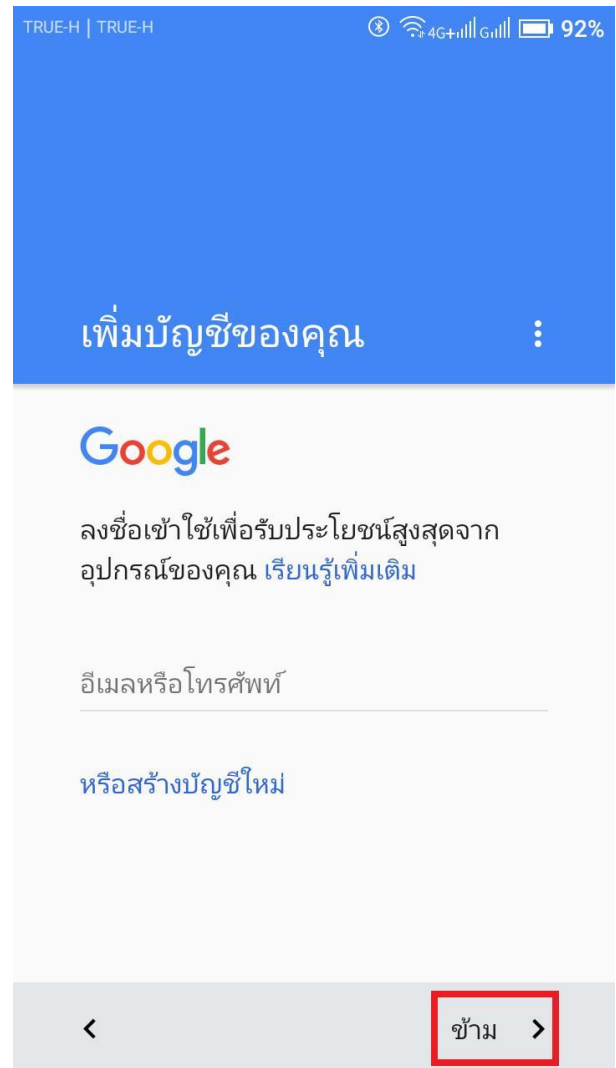 TRUE-H | TRUE-H 4G+ G 92%
เพิ่มบัญชีของคุณ
Google
ลงชื่อเข้าใช้เพื่อรับประโยชน์สูงสุดจาก
อุปกรณ์ของคุณ เรียนรู้เพิ่มเติม
อีเมลหรือโทรศัพท์
หรือสร้างบัญชีใหม่
ข้าม